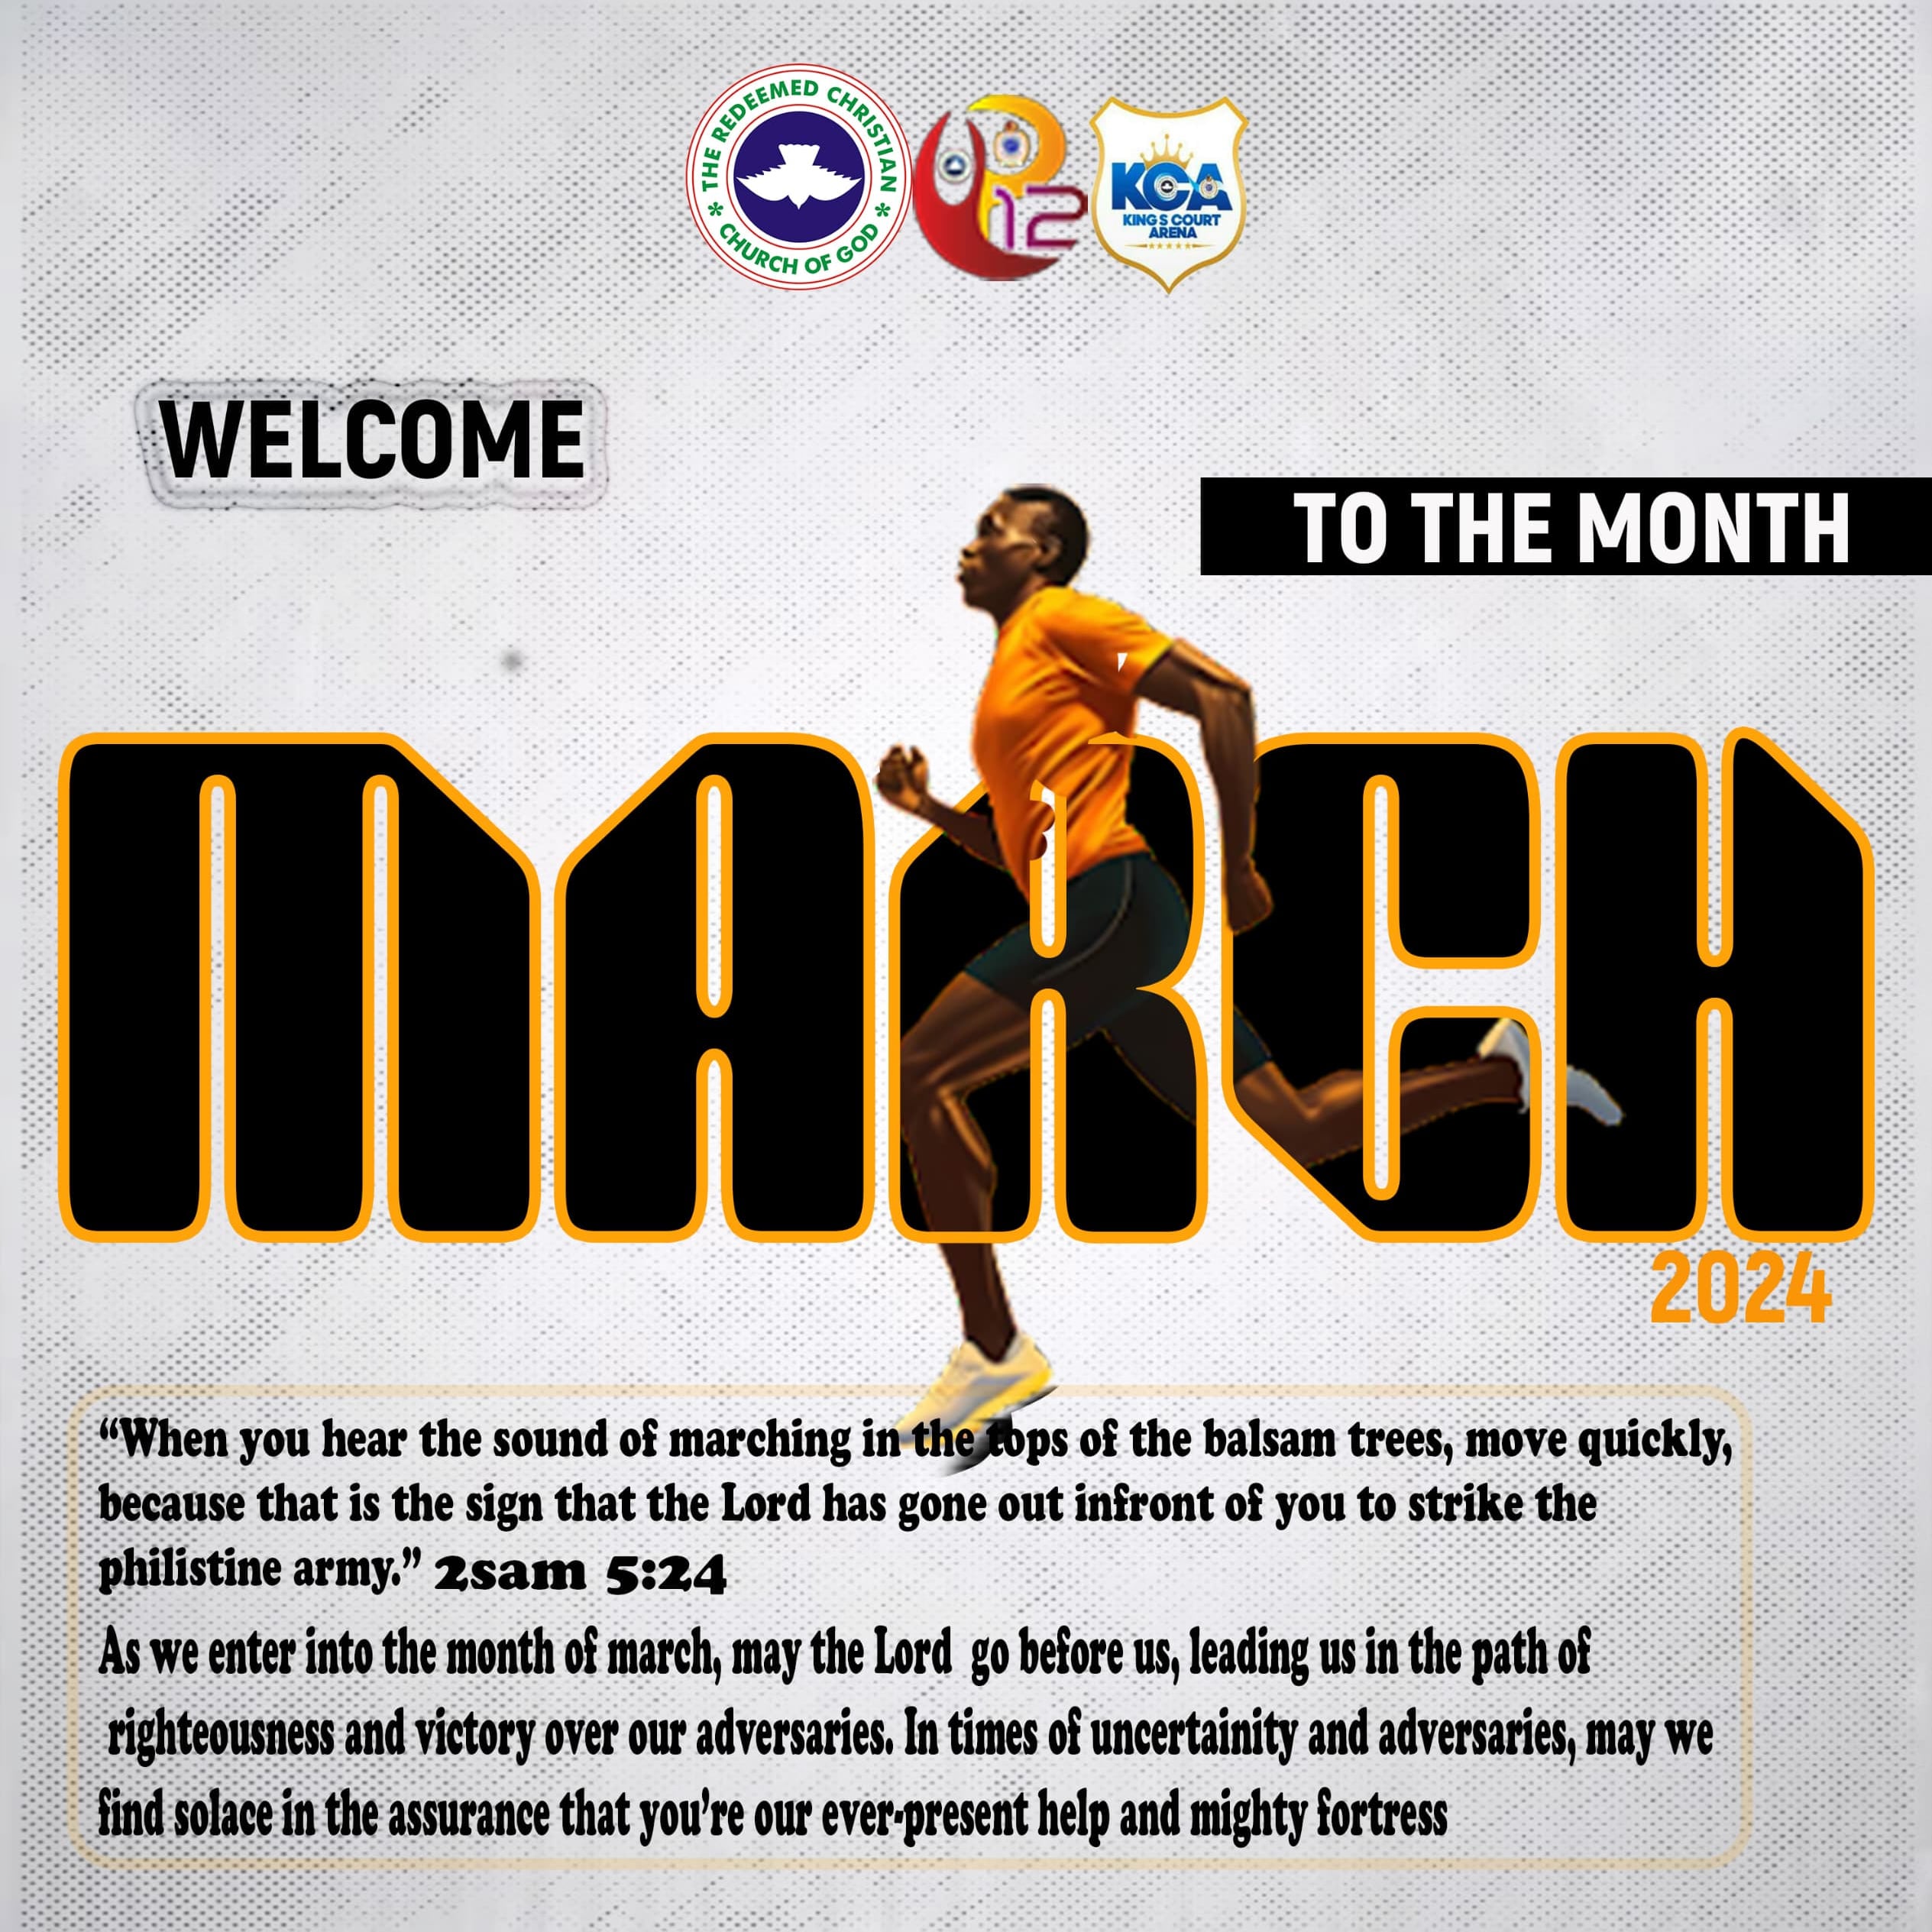 THE REDEEMED CHRISTIAN
CHURCH OF GOD
12
KCA
KINGS COURT
ARENA
WELCOME
TO THE MONTH
MARCH
2024
“When you hear the sound of marching in the tops of the balsam trees, move quickly,
because that is the sign that the Lord has gone out infront of you to strike the
philistine army.” 2sam 5:24
As we enter into the month of march, may the Lord go before us, leading us in the path of
righteousness and victory over our adversaries. In times of uncertainity and adversaries, may we
find solace in the assurance that you’re our ever-present help and mighty fortress